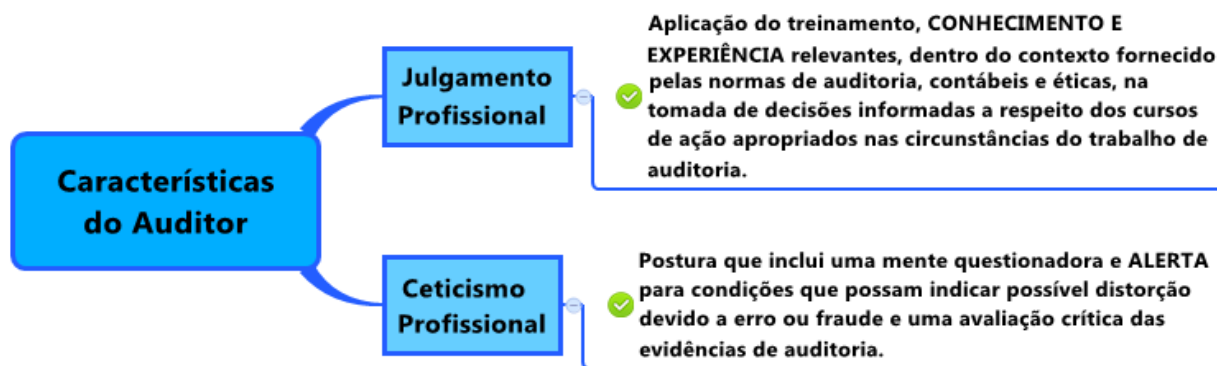 Características
do Auditor
Julgamento
Profissional
Aplicação do treinamento, CONHECIMENTO E
EXPERIÊNCIA relevantes, dentro do contexto fornecido
pelas normas de auditoria, contábeis e éticas, na
tomada de decisões informadas a respeito dos cursos
de ação apropriados nas circunstâncias do trabalho de
auditoria.
Ceticismo
Profissional
Postura que inclui uma mente questionadora e ALERTA
para condições que possam indicar possível distorção
devido a erro ou fraude e uma avaliação crítica das
evidências de auditoria.